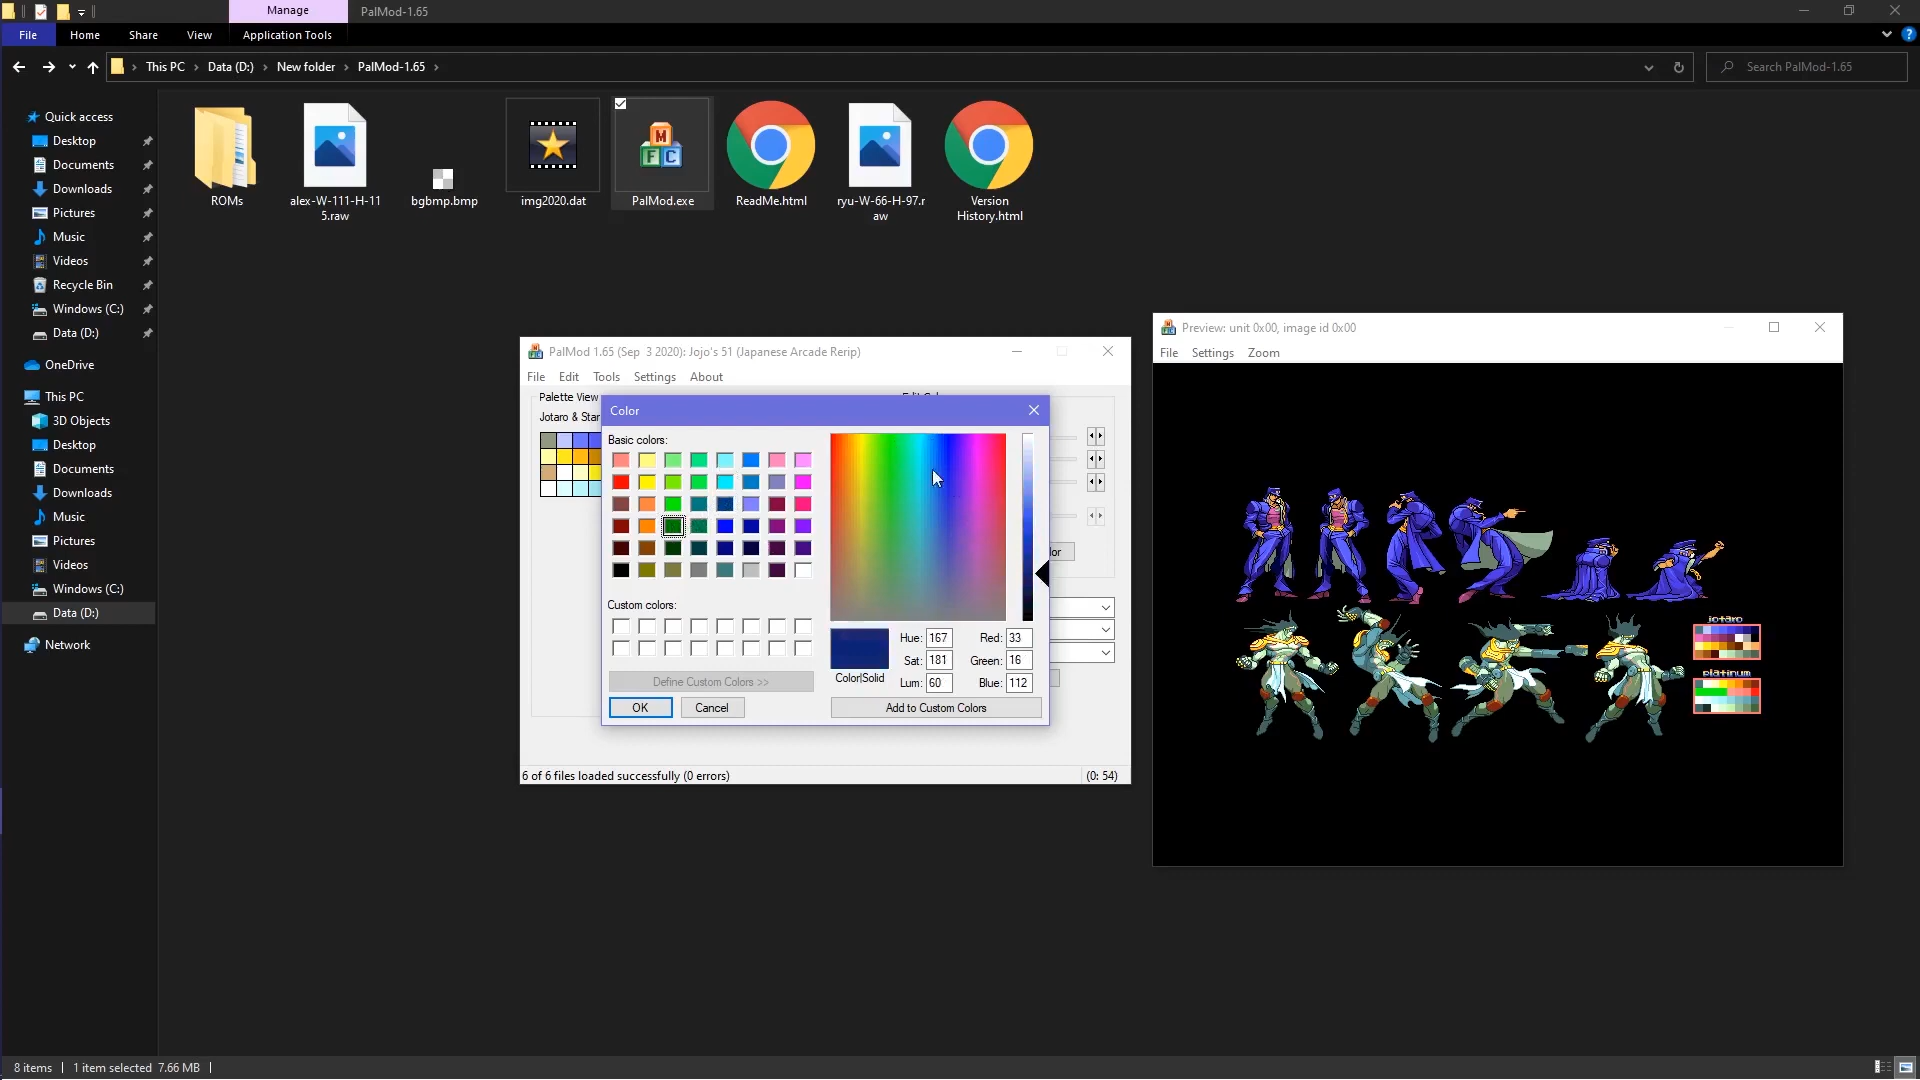 Manage
PalMod-1.65
File
Home
Share
View
Application Tools
This PC
Data (D:)
New folder
PalMod-1.65
Search PalMod-1.65
Quick access
Desktop
Documents
Downloads
Pictures
Music
Videos
Recycle Bin
Windows (C:)
Data (D:)
OneDrive
This PC
3D Objects
Desktop
Documents
Downloads
Music
Pictures
Videos
Windows (C:)
Data (D:)
Network
ROMs
alex-W-111-H-11
5.raw
bgbmp.bmp
img2020.dat
M
F C
PalMod.exe
ReadMe.html
ryu-W-66-H-97.r
aw
Version
History.html
PalMod 1.65 (Sep 3 2020): Jojo's 51 (Japanese Arcade Rerip)
File
Edit
Tools
Settings
About
Palette View
Jotaro & Star
Color
Basic colors:
Custom colors:
Define Custom Colors >>
OK
Cancel
Color|Solid
Hue: 167
Sat: 181
Lum: 60
Red: 33
Green: 16
Blue: 112
Add to Custom Colors
6 of 6 files loaded successfully (0 errors)
(0: 54)
Preview: unit 0x00, image id 0x00
File
Settings
Zoom
jotaro
platinum
8 items
1 item selected 7.66 MB